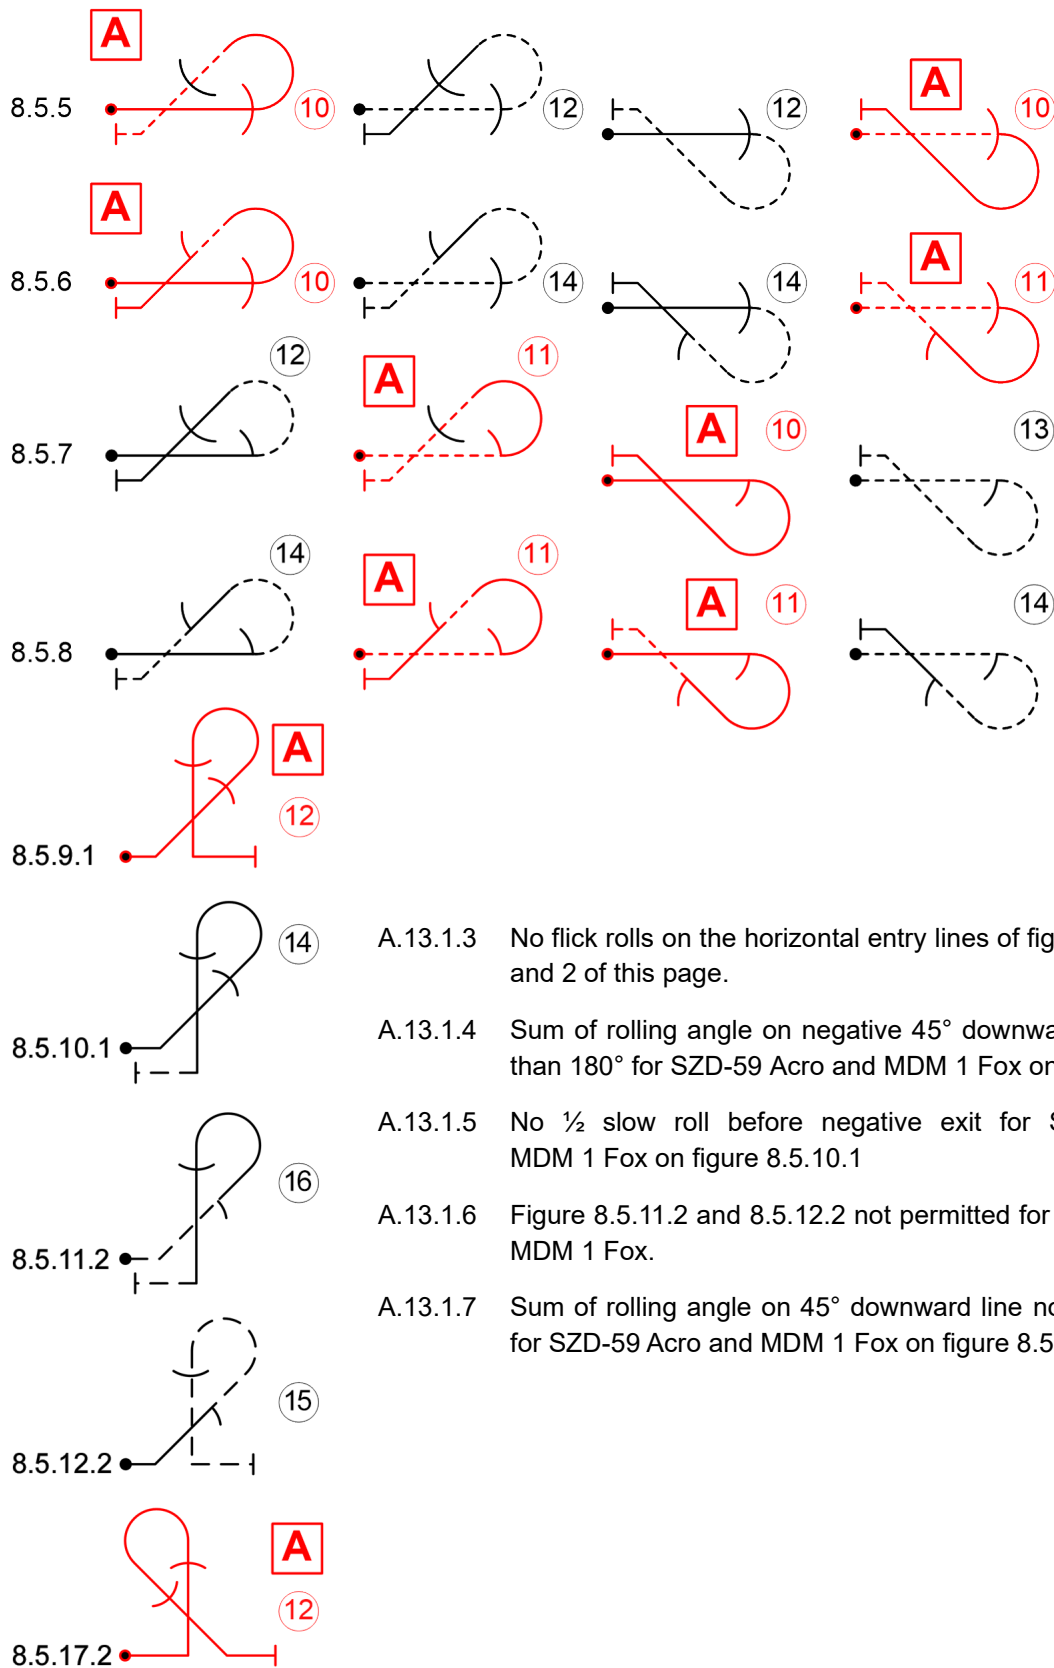 A
8.5.5
10
12
12
A
10
A
8.5.6
10
14
14
A
11
8.5.7
12
A
11
A
10
13
8.5.8
14
A
11
A
11
14
8.5.9.1
A
12
8.5.10.1
14
A.13.1.3 No flick rolls on the horizontal entry lines of fig
and 2 of this page.
A.13.1.4 Sum of rolling angle on negative 45° downwa
than 180° for SZD-59 Acro and MDM 1 Fox on
A.13.1.5 No ½ slow roll before negative exit for S
MDM 1 Fox on figure 8.5.10.1
8.5.11.2
16
A.13.1.6 Figure 8.5.11.2 and 8.5.12.2 not permitted for
MDM 1 Fox.
A.13.1.7 Sum of rolling angle on 45° downward line no
for SZD-59 Acro and MDM 1 Fox on figure 8.5
8.5.12.2
15
8.5.17.2
A
12